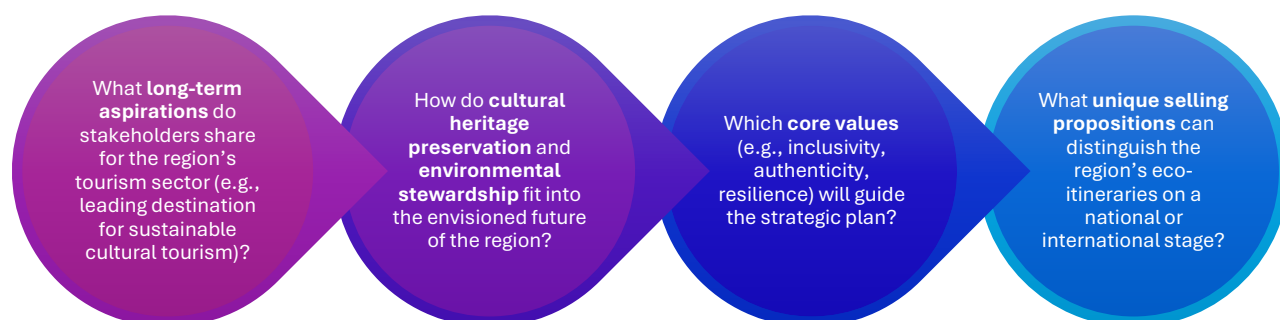 What long-term
aspirations do
stakeholders share
for the region's
tourism sector (e.g.,
leading destination
for sustainable
cultural tourism)?
How do cultural
heritage
preservation and
environmental
stewardship fit into
the envisioned future
of the region?
Which core values
(e.g., inclusivity,
authenticity,
resilience) will guide
the strategic plan?
What unique selling
propositions can
distinguish the
region's eco-
itineraries on a
national or
international stage?